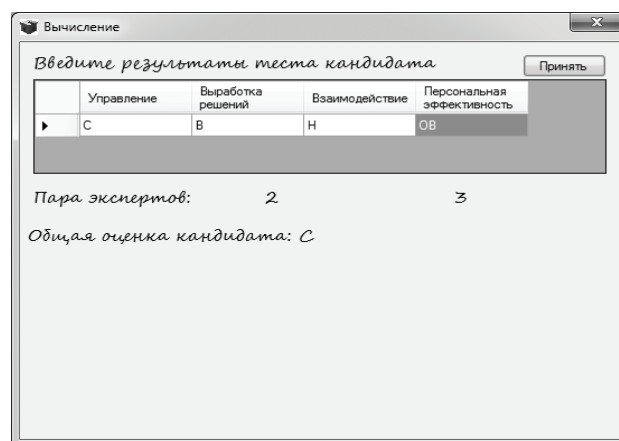 Вычисление
Введите результаты теста кандидата
Принять
Управление Выработка решений Взаимодействие Персональная эффективность
С В Н ОВ
Пара экспертов: 2 3
Общая оценка кандидата: С